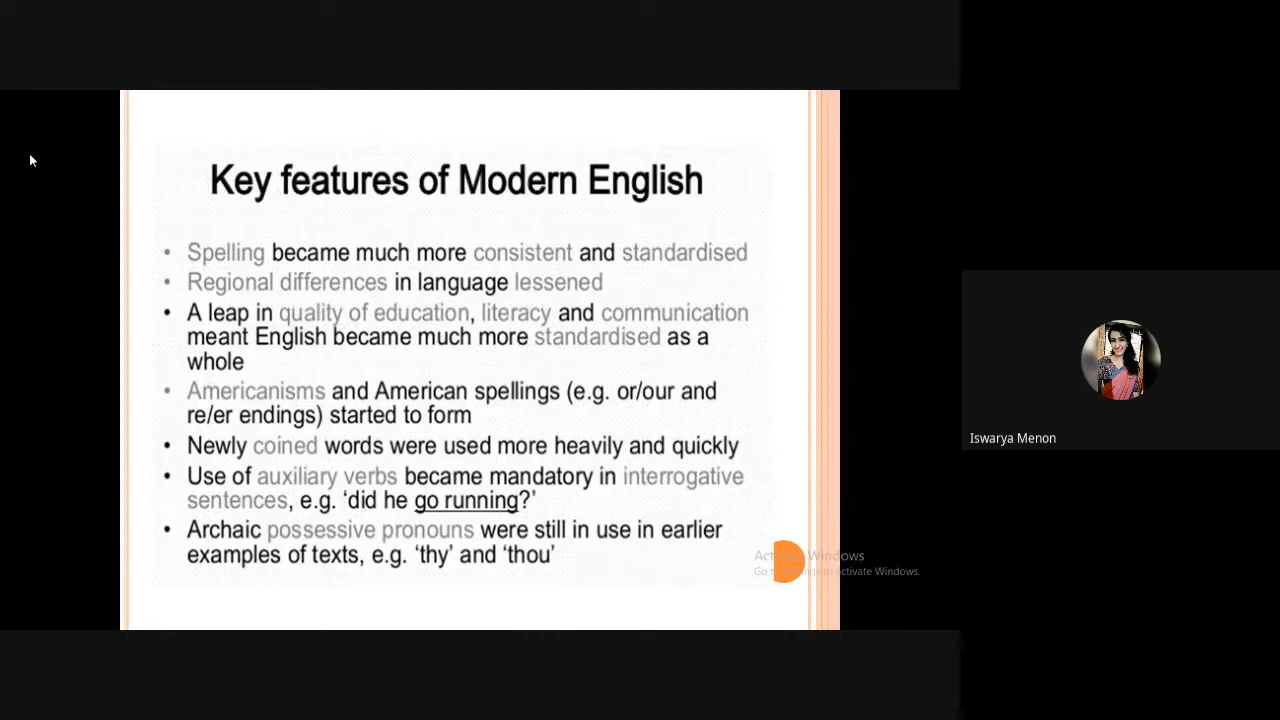 Key features of Modern English
• Spelling became much more consistent and standardised
• Regional differences in language lessened
• A leap in quality of education, literacy and communication
meant English became much more standardised as a
whole
• Americanisms and American spellings (e.g. or/our and
re/er endings) started to form
• Newly coined words were used more heavily and quickly
• Use of auxiliary verbs became mandatory in interrogative
sentences, e.g. ‘did he go running?’
• Archaic possessive pronouns were still in use in earlier
examples of texts, e.g. ‘thy’ and ‘thou’
Activate Windows
Go to Settings to activate Windows.
Iswarya Menon